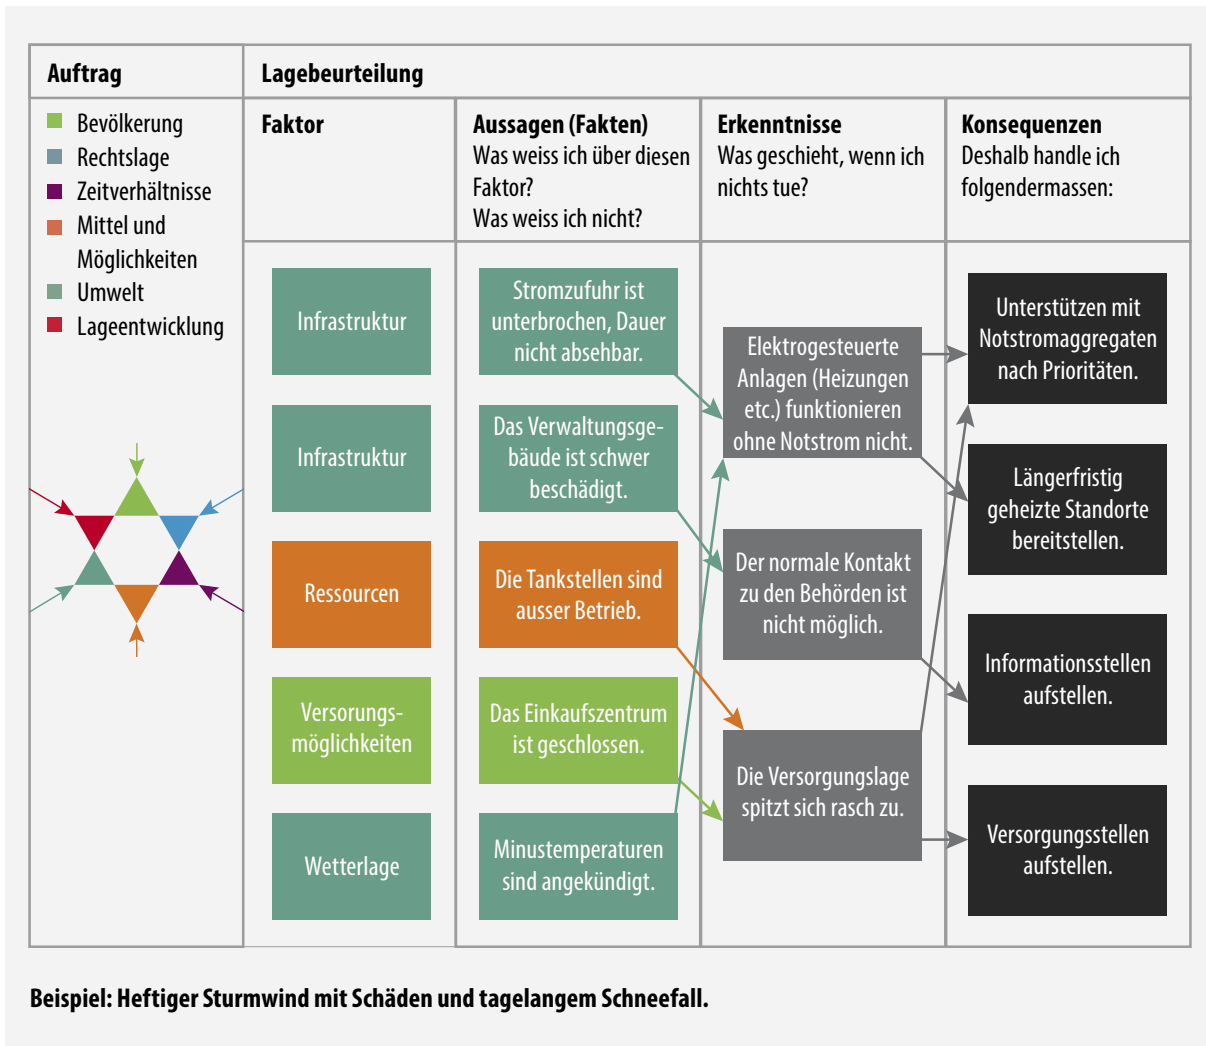 Auftrag
Lagebeurteilung
Bevölkerung
Rechtslage
Zeitverhältnisse
Mittel und
Möglichkeiten
Umwelt
Lageentwicklung
Faktor
Aussagen (Fakten)
Was weiss ich über diesen
Faktor?
Was weiss ich nicht?
Erkenntnisse
Was geschieht, wenn ich
nichts tue?
Konsequenzen
Deshalb handle ich
folgendermassen:
Infrastruktur
Infrastruktur
Ressourcen
Versorungs-
möglichkeiten
Wetterlage
Stromzufuhr ist
unterbrochen, Dauer
nicht absehbar.
Das Verwaltungsge-
bäude ist schwer
beschädigt.
Die Tankstellen sind
ausser Betrieb.
Das Einkaufszentrum
ist geschlossen.
Minustemperaturen
sind angekündigt.
Elektrogesteuerte
Anlagen (Heizungen
etc.) funktionieren
ohne Notstrom nicht.
Der normale Kontakt
zu den Behörden ist
nicht möglich.
Die Versorgungslage
spitzt sich rasch zu.
Unterstützen mit
Notstromaggregaten
nach Prioritäten.
Längerfristig
geheizte Standorte
bereitstellen.
Informationsstellen
aufstellen.
Versorgungsstellen
aufstellen.
Beispiel: Heftiger Sturmwind mit Schäden und tagelangem Schneefall.